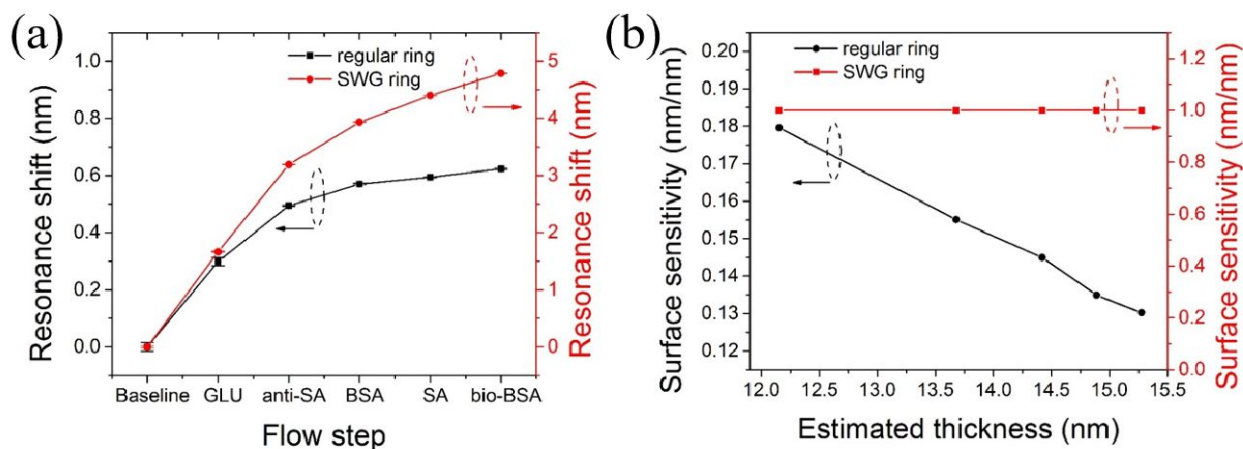 (a)
regular ring
SWG ring
Resonance shift (nm)
1.0
0.8
0.6
0.4
0.2
0.0
5
4
3
2
1
0
Resonance shift (nm)
Baseline GLU anti-SA BSA SA bio-BSA
Flow step
(b)
regular ring
SWG ring
Surface sensitivity (nm/nm)
0.20
0.19
0.18
0.17
0.16
0.15
0.14
0.13
0.12
1.2
1.0
0.8
0.6
0.4
0.2
0.0
Surface sensitivity (nm/nm)
12.0 12.5 13.0 13.5 14.0 14.5 15.0 15.5
Estimated thickness (nm)